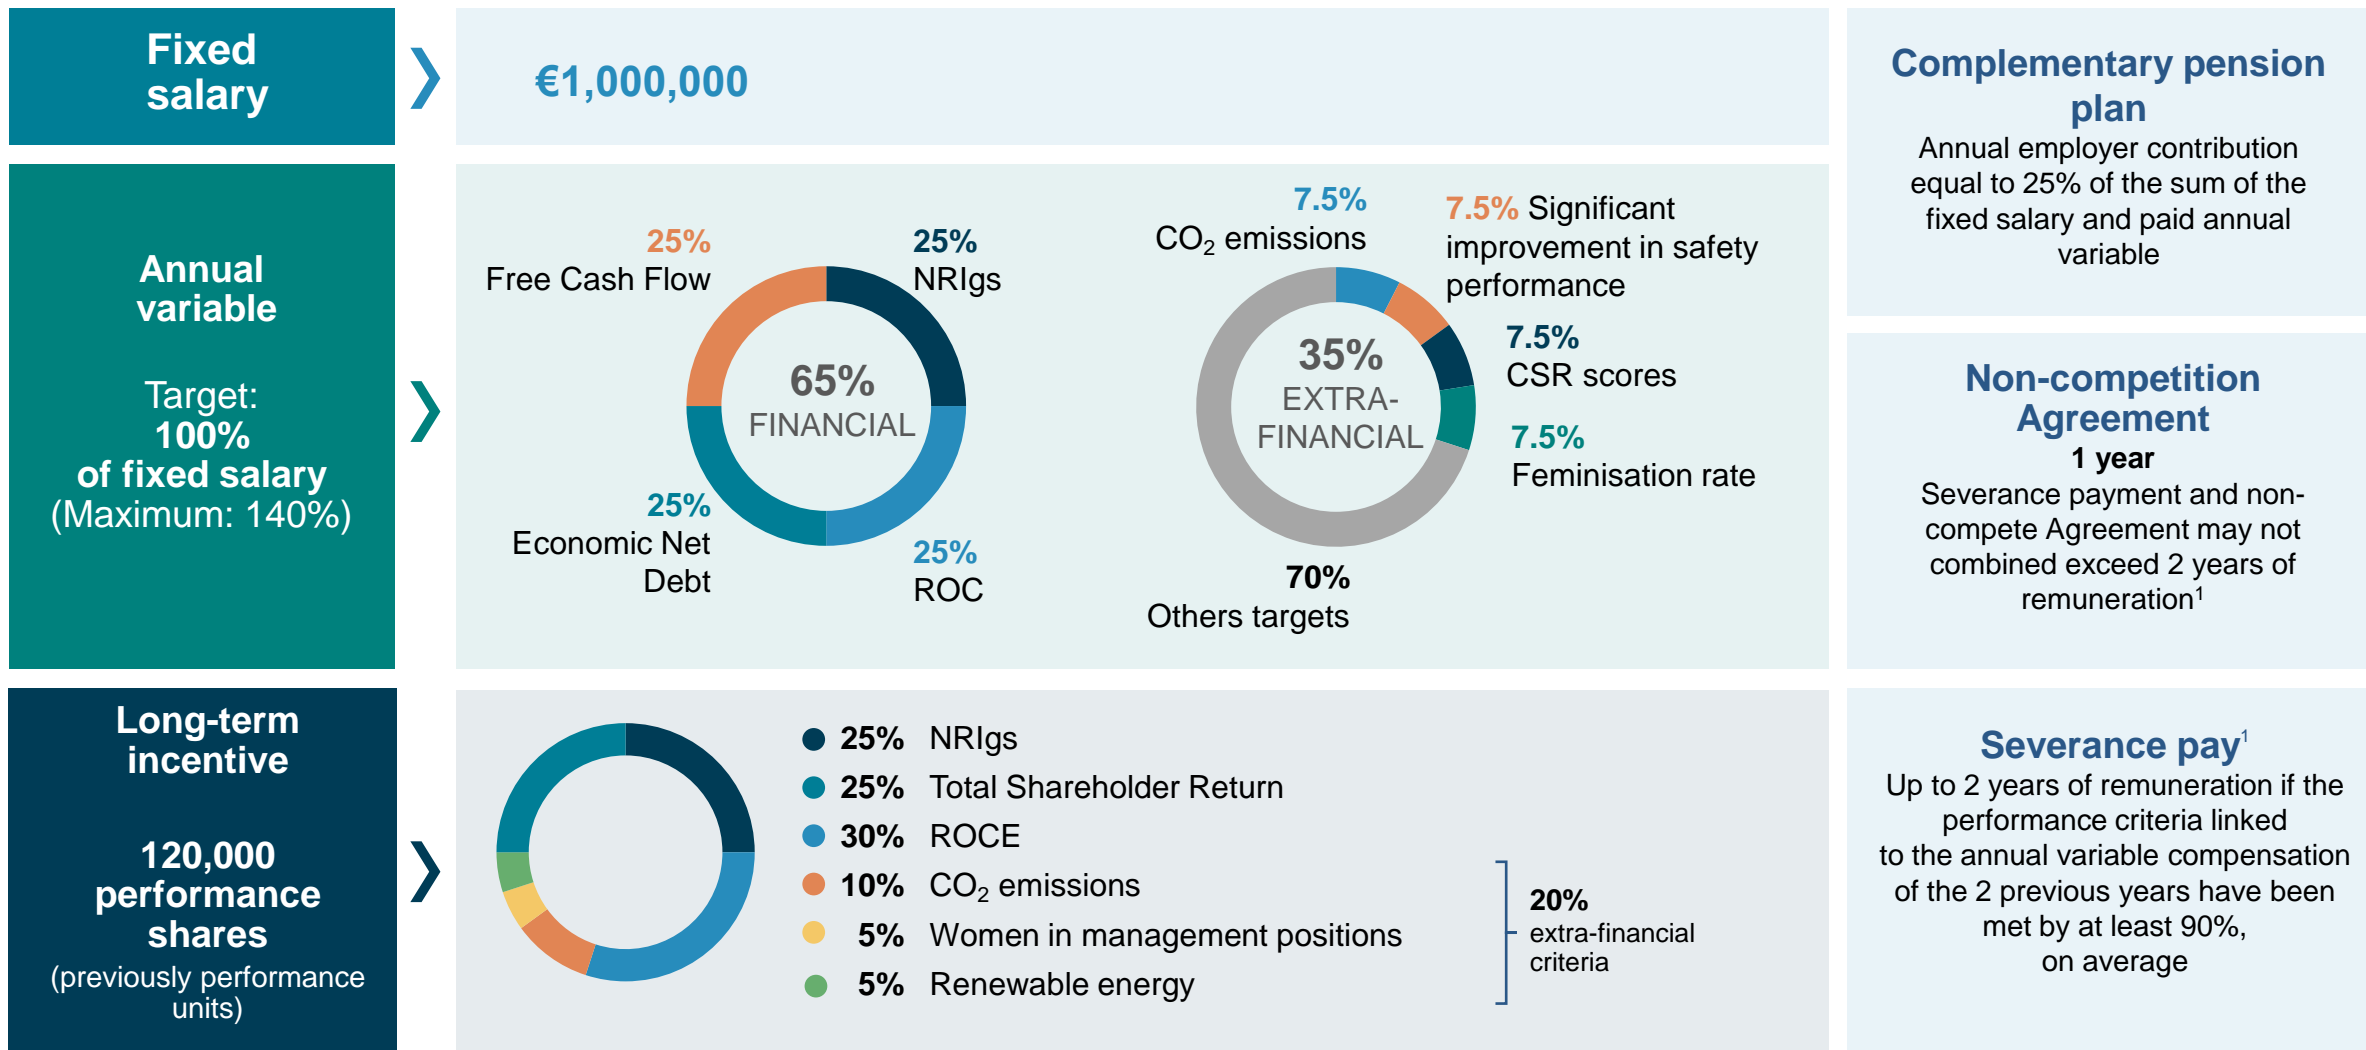 Fixed
salary
€1,000,000
Annual
variable
Target:
100%
of fixed salary
(Maximum: 140%)
25%
Free Cash Flow
25%
NRIgs
65%
FINANCIAL
25%
Economic Net
Debt
25%
ROC
7.5%
CO₂ emissions
7.5% Significant
improvement in safety
performance
35%
EXTRA-
FINANCIAL
7.5%
CSR scores
7.5%
Feminisation rate
70%
Others targets
Long-term
incentive
120,000
performance
shares
(previously performance
units)
25% NRIgs
25% Total Shareholder Return
30% ROCE
10% CO₂ emissions
5% Women in management positions
5% Renewable energy
20%
extra-financial
criteria
Complementary pension
plan
Annual employer contribution
equal to 25% of the sum of the
fixed salary and paid annual
variable
Non-competition
Agreement
1 year
Severance payment and non-
compete Agreement may not
combined exceed 2 years of
remuneration¹
Severance pay¹
Up to 2 years of remuneration if the
performance criteria linked
to the annual variable compensation
of the 2 previous years have been
met by at least 90%,
on average